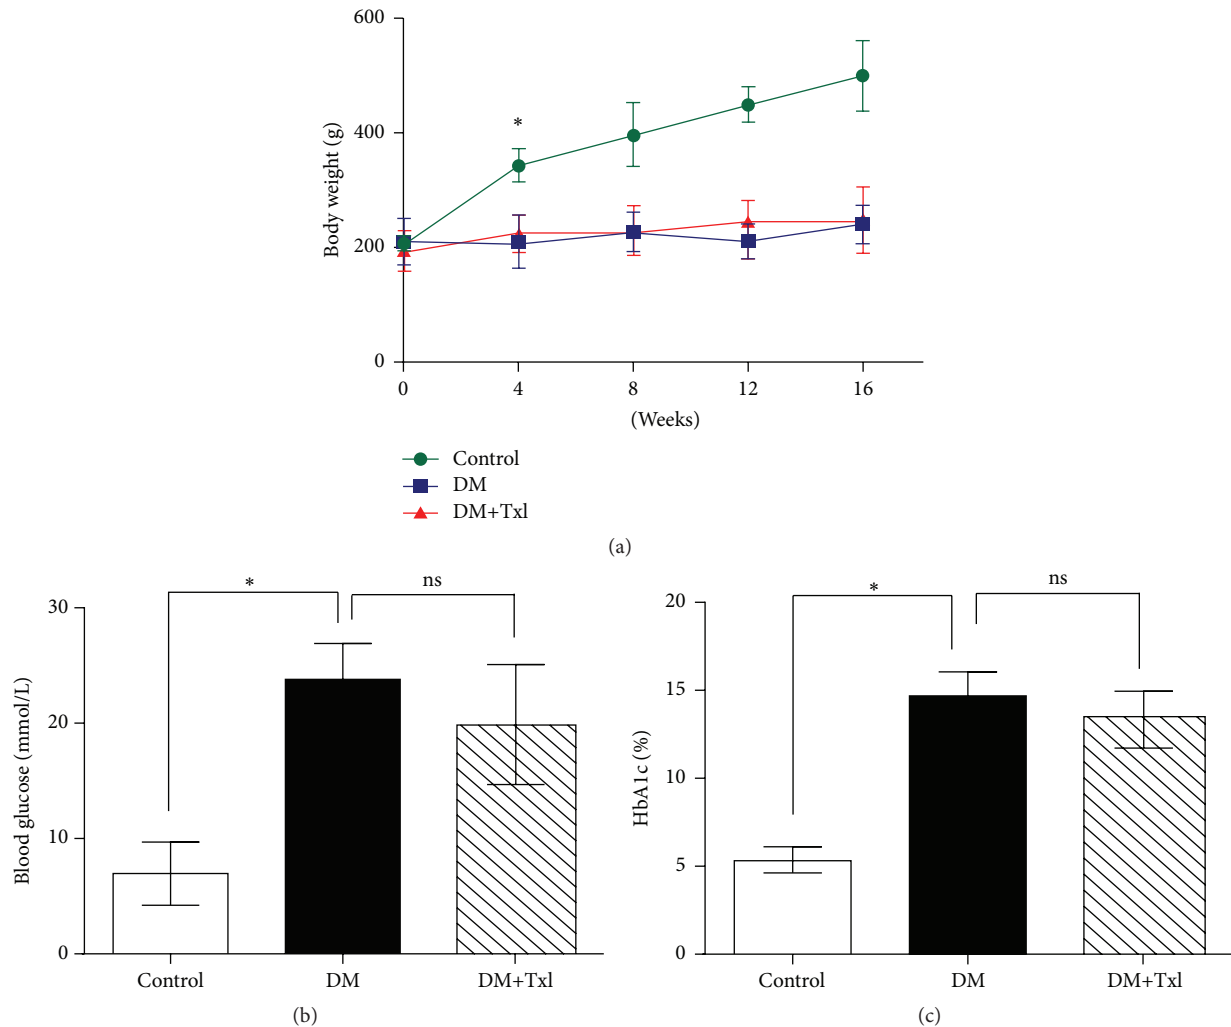 600
400
200
0
Body weight (g)
*
0 4 8 12 16
(Weeks)
Control
DM
DM+Txl
(a)
* ns
30
20
10
0
Blood glucose (mmol/L)
Control DM DM+Txl
(b)
* ns
20
15
10
5
0
HbA1c (%)
Control DM DM+Txl
(c)